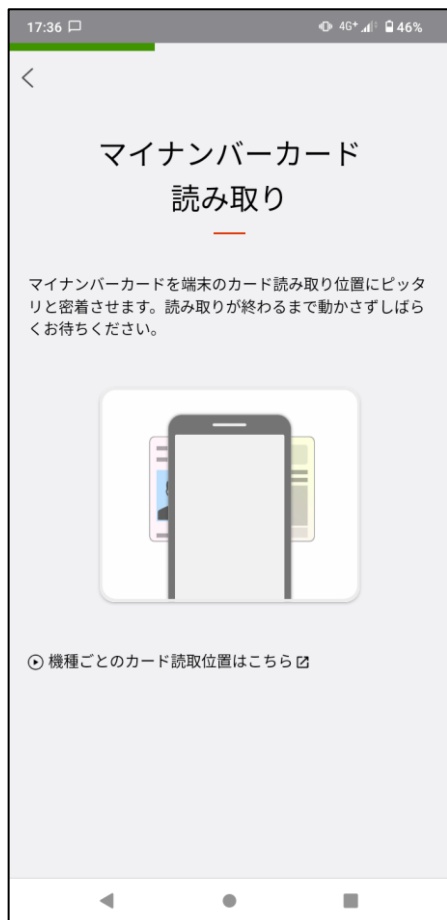 17:36 4G+ 46%
マイナンバーカード
読み取り
マイナンバーカードを端末のカード読み取り位置にピッタ
リと密着させます。読み取りが終わるまで動かさずしばら
くお待ちください。
機種ごとのカード読取位置はこちら